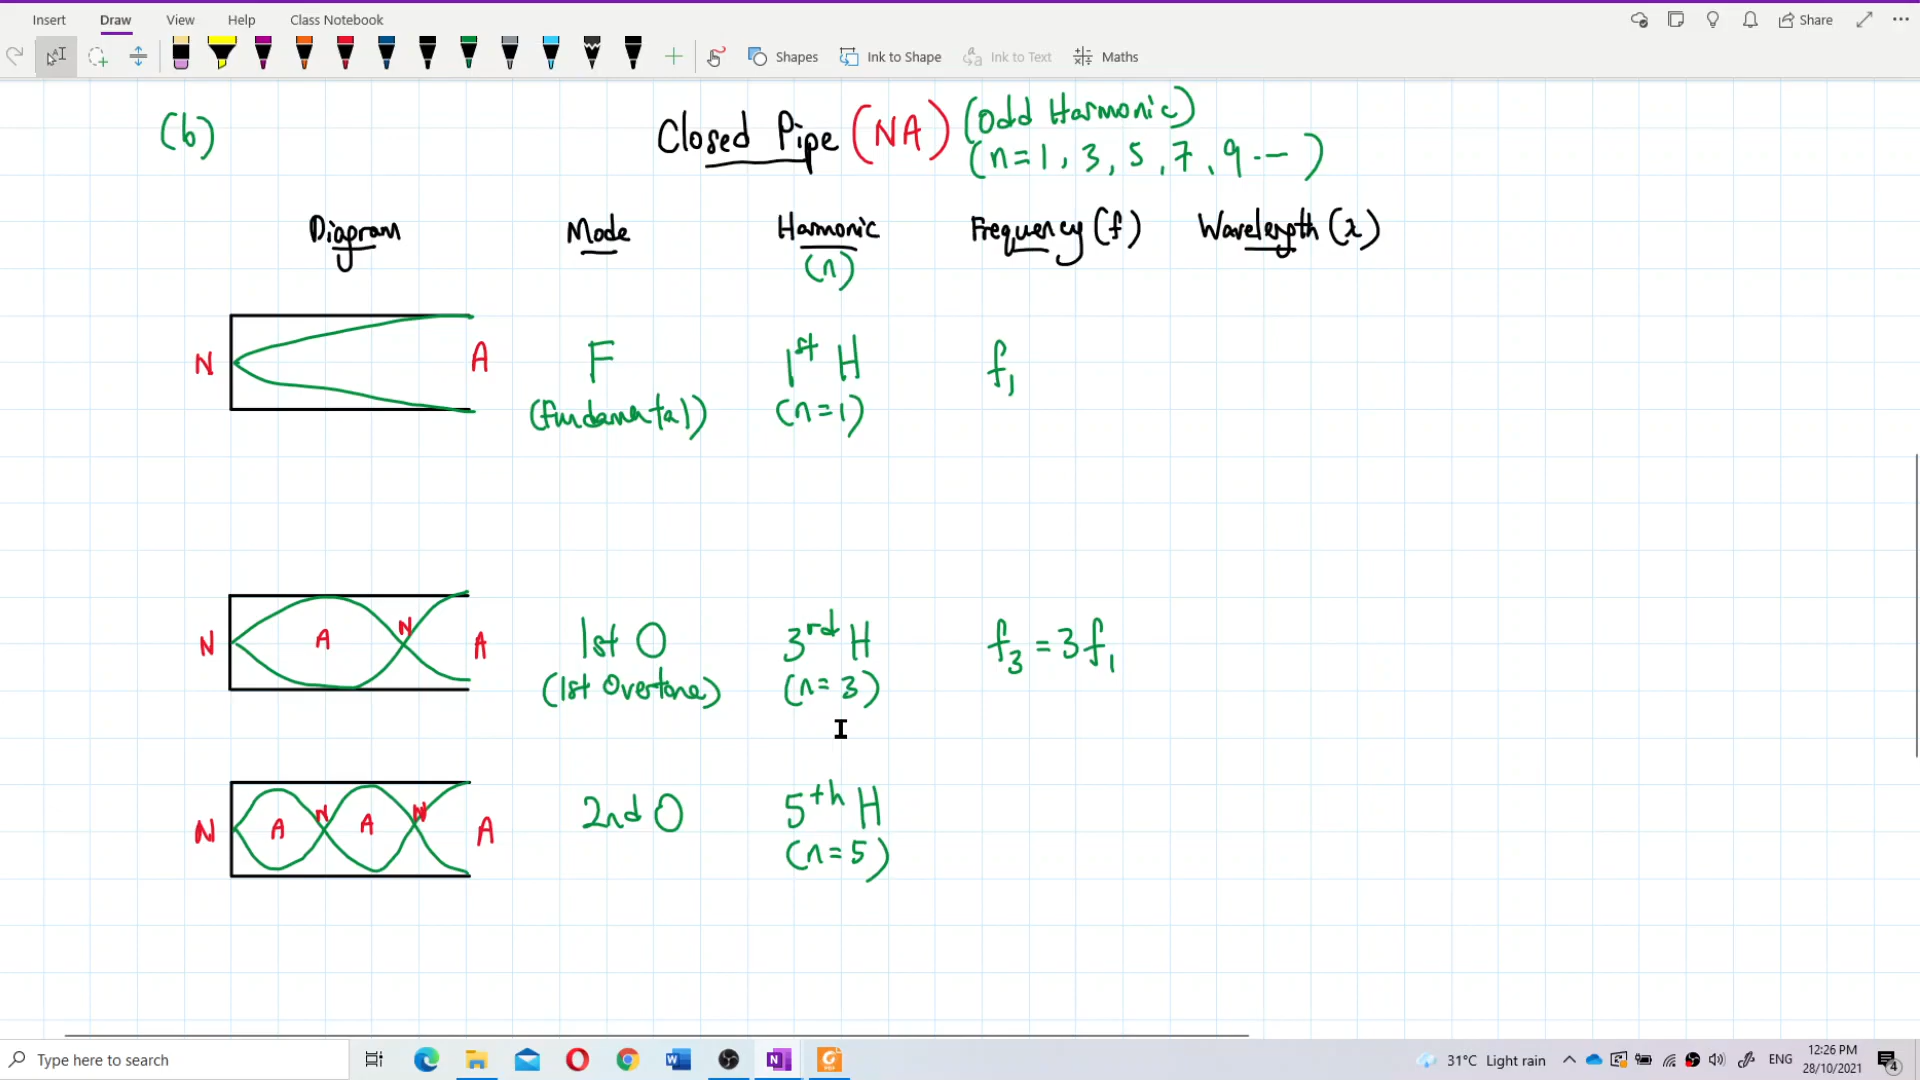 Insert Draw View Help Class Notebook Share
Shapes Ink to Shape Ink to Text Maths
(b) Closed Pipe (NA) (Odd Harmonic)
(n=1, 3, 5, 7, 9 ·-- )
Diagram Mode Harmonic Frequency (f) Wavelength (λ)
(n)
N A F 1st H f1
(Fundamental) (n=1)
N A N A 1st O 3rd H f3 = 3f1
(1st Overtone) (n=3)
N A N A N A 2nd O 5th H
(n=5)
Type here to search 31°C Light rain ENG 12:26 PM
28/10/2021 4